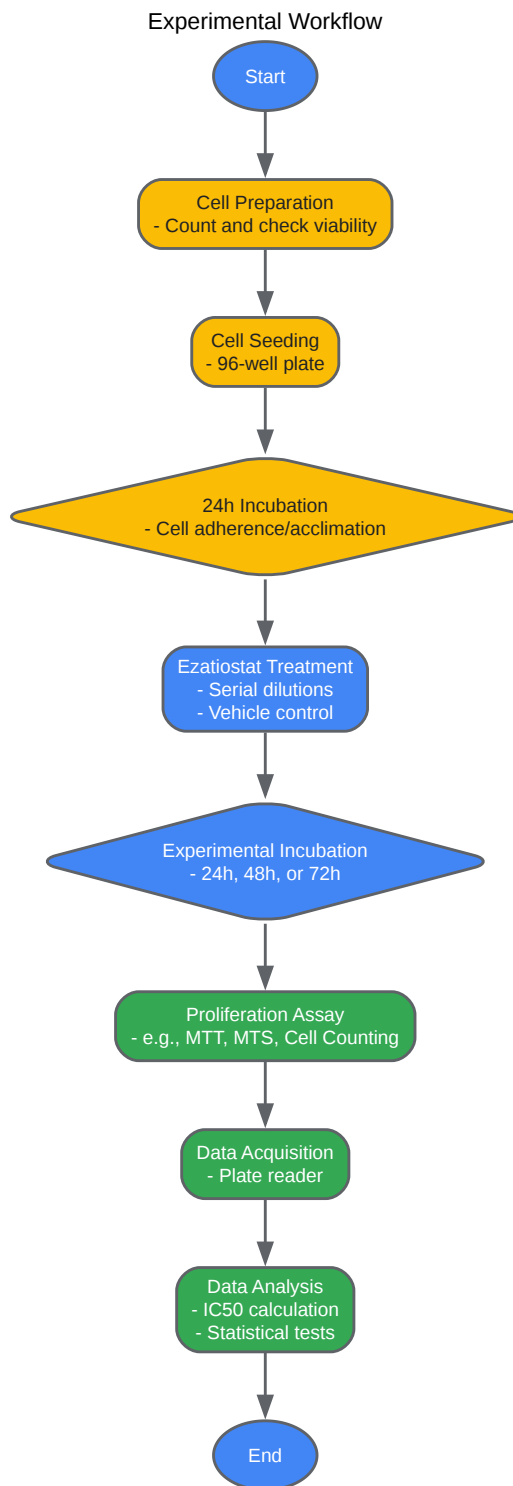 Experimental Workflow
Start
Cell Preparation
- Count and check viability
Cell Seeding
- 96-well plate
24h Incubation
- Cell adherence/acclimation
Ezatiostat Treatment
- Serial dilutions
- Vehicle control
Experimental Incubation
- 24h, 48h, or 72h
Proliferation Assay
- e.g., MTT, MTS, Cell Counting
Data Acquisition
- Plate reader
Data Analysis
- IC50 calculation
- Statistical tests
End